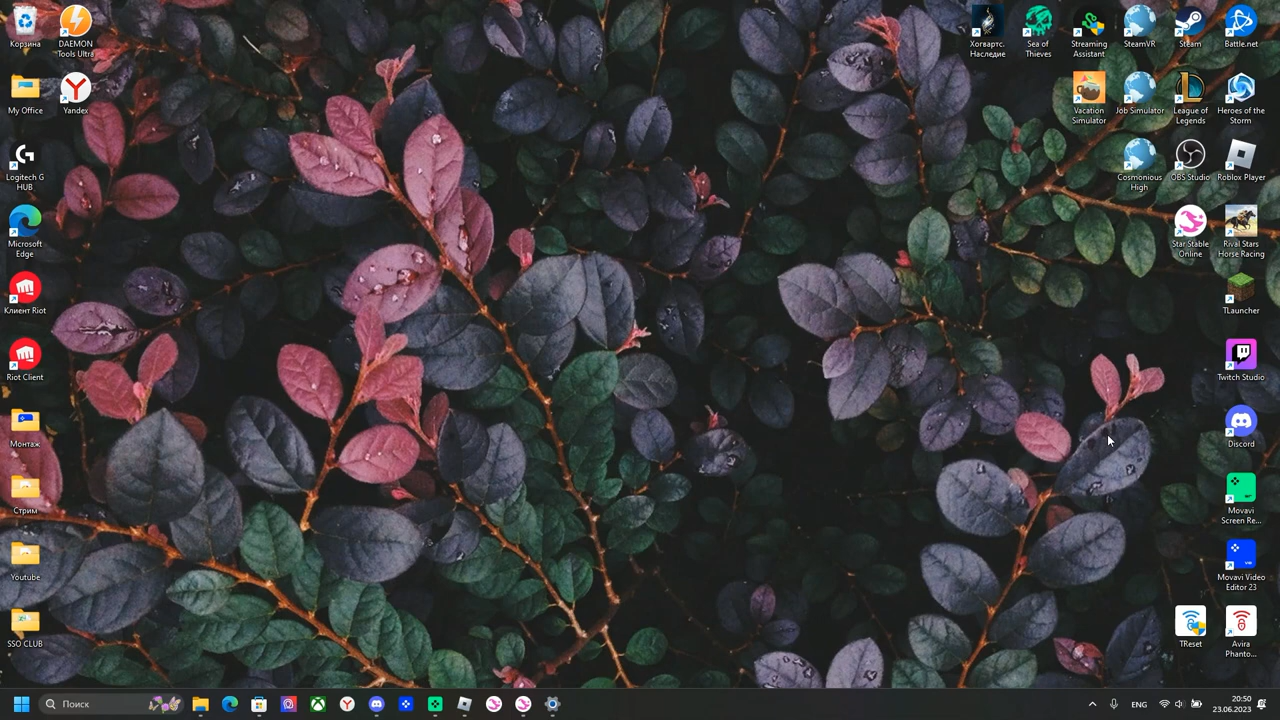 Корзина
DAEMON
Tools Ultra
My Office
Yandex
Logitech G
HUB
Microsoft
Edge
Клиент Riot
Riot Client
Монтаж
Стрим
Youtube
SSO CLUB
Хогвартс.
Наследие
Sea of
Thieves
Streaming
Assistant
SteamVR
Steam
Battle.net
Vacation
Simulator
Job Simulator
League of
Legends
Heroes of the
Storm
Cosmonious
High
OBS Studio
Roblox Player
Star Stable
Online
Rival Stars
Horse Racing
TLauncher
Twitch Studio
Discord
Movavi
Screen Re...
Movavi Video
Editor 23
TReset
Avira
Phanto...
Поиск
ENG
20:50
23.06.2023